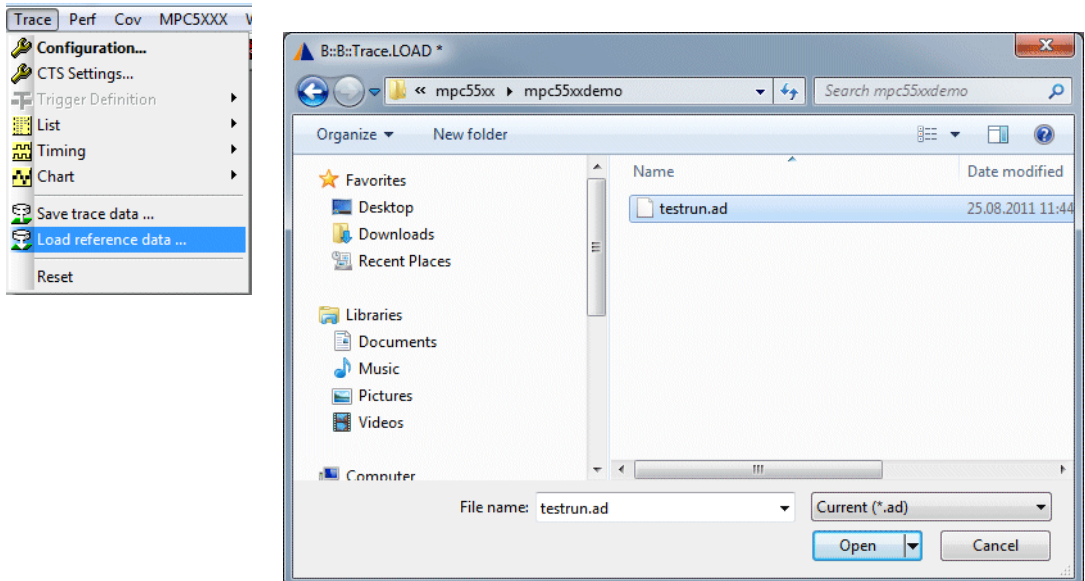 Trace Perf Cov MPC5XXX
Configuration...
CTS Settings...
Trigger Definition
List
Timing
Chart
Save trace data ...
Load reference data ...
Reset
B::B::Trace.LOAD *
« mpc55xx mpc55xxdemo
Search mpc55xxdemo
Organize New folder
Favorites
Desktop
Downloads
Recent Places
Libraries
Documents
Music
Pictures
Videos
Computer
Name Date modified
testrun.ad 25.08.2011 11:44
File name: testrun.ad Current (*.ad)
Open Cancel